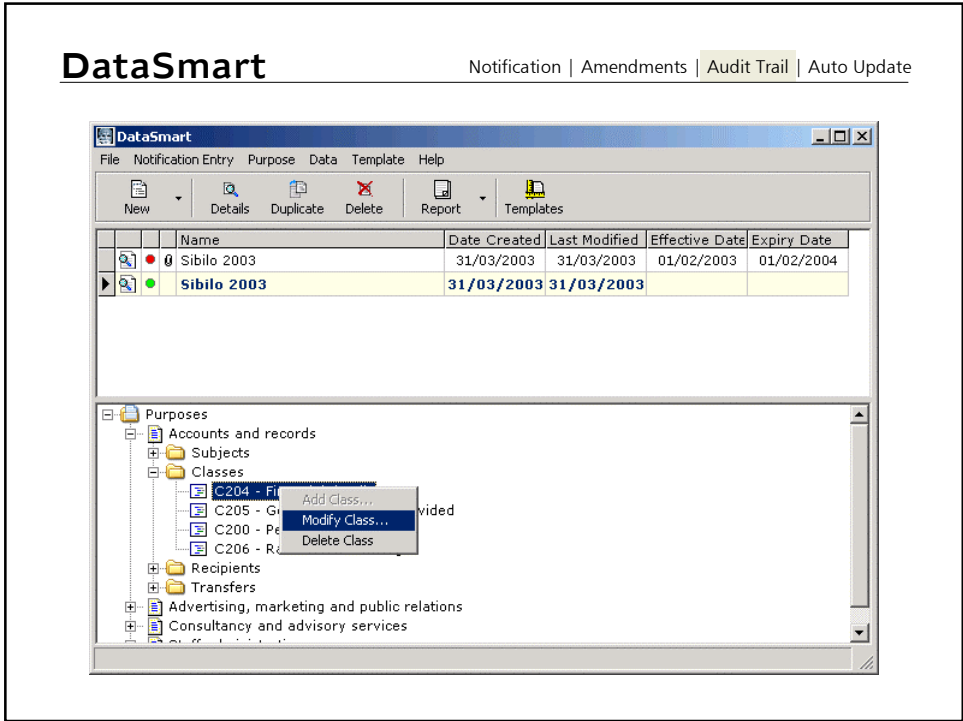 DataSmart
Notification | Amendments | Audit Trail | Auto Update
DataSmart
File Notification Entry Purpose Data Template Help
New Details Duplicate Delete Report Templates
Name Date Created Last Modified Effective Date Expiry Date
Sibilo 2003 31/03/2003 31/03/2003 01/02/2003 01/02/2004
Sibilo 2003 31/03/2003 31/03/2003
Purposes
Accounts and records
Subjects
Classes
C204 -
Add Class...
C205 -
Modify Class...
C200 -
Delete Class
C206 -
Recipients
Transfers
Advertising, marketing and public relations
Consultancy and advisory services